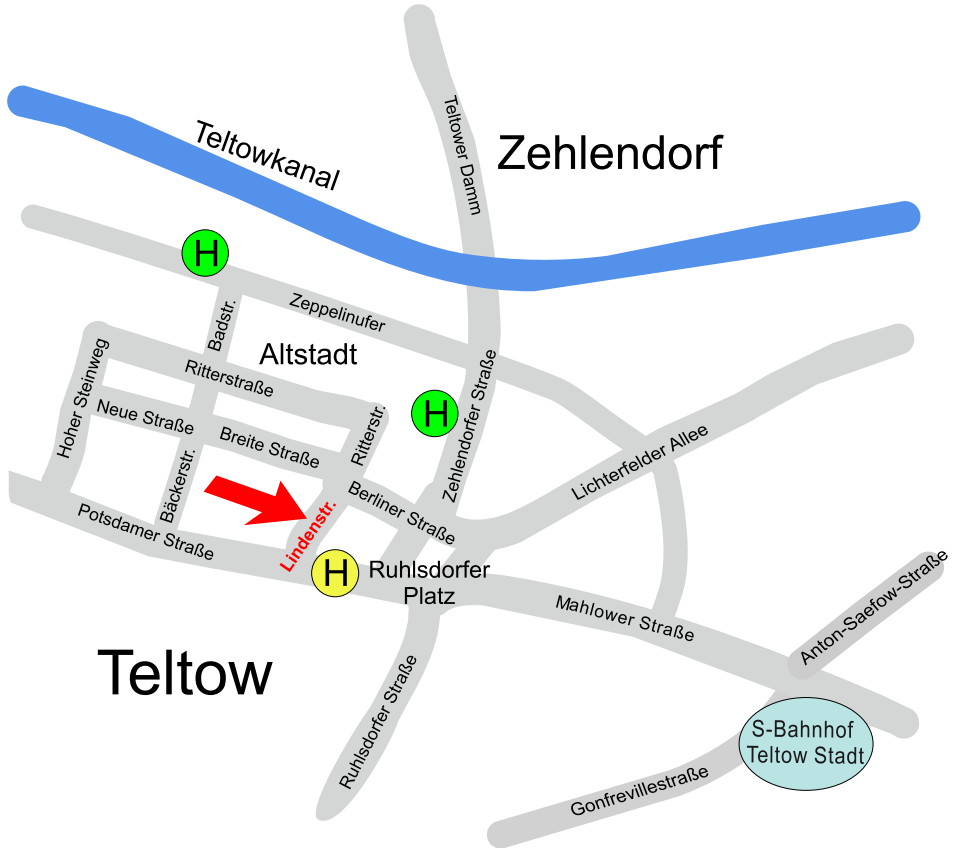 Teltower Damm
Zehlendorf
Teltowkanal
H
Zeppelinufer
Badstr.
Altstadt
Hoher Steinweg
Ritterstraße
Zehlendorfer Straße
H
Neue Straße
Breite Straße
Ritterstr.
Lichterfelder Allee
Bäckerstr.
Berliner Straße
Lindenstr.
Potsdamer Straße
H
Ruhlsdorfer
Platz
Mahlower Straße
Anton-Saefow-Straße
Teltow
Ruhlsdorfer Straße
S-Bahnhof
Teltow Stadt
Gonfrevillestraße